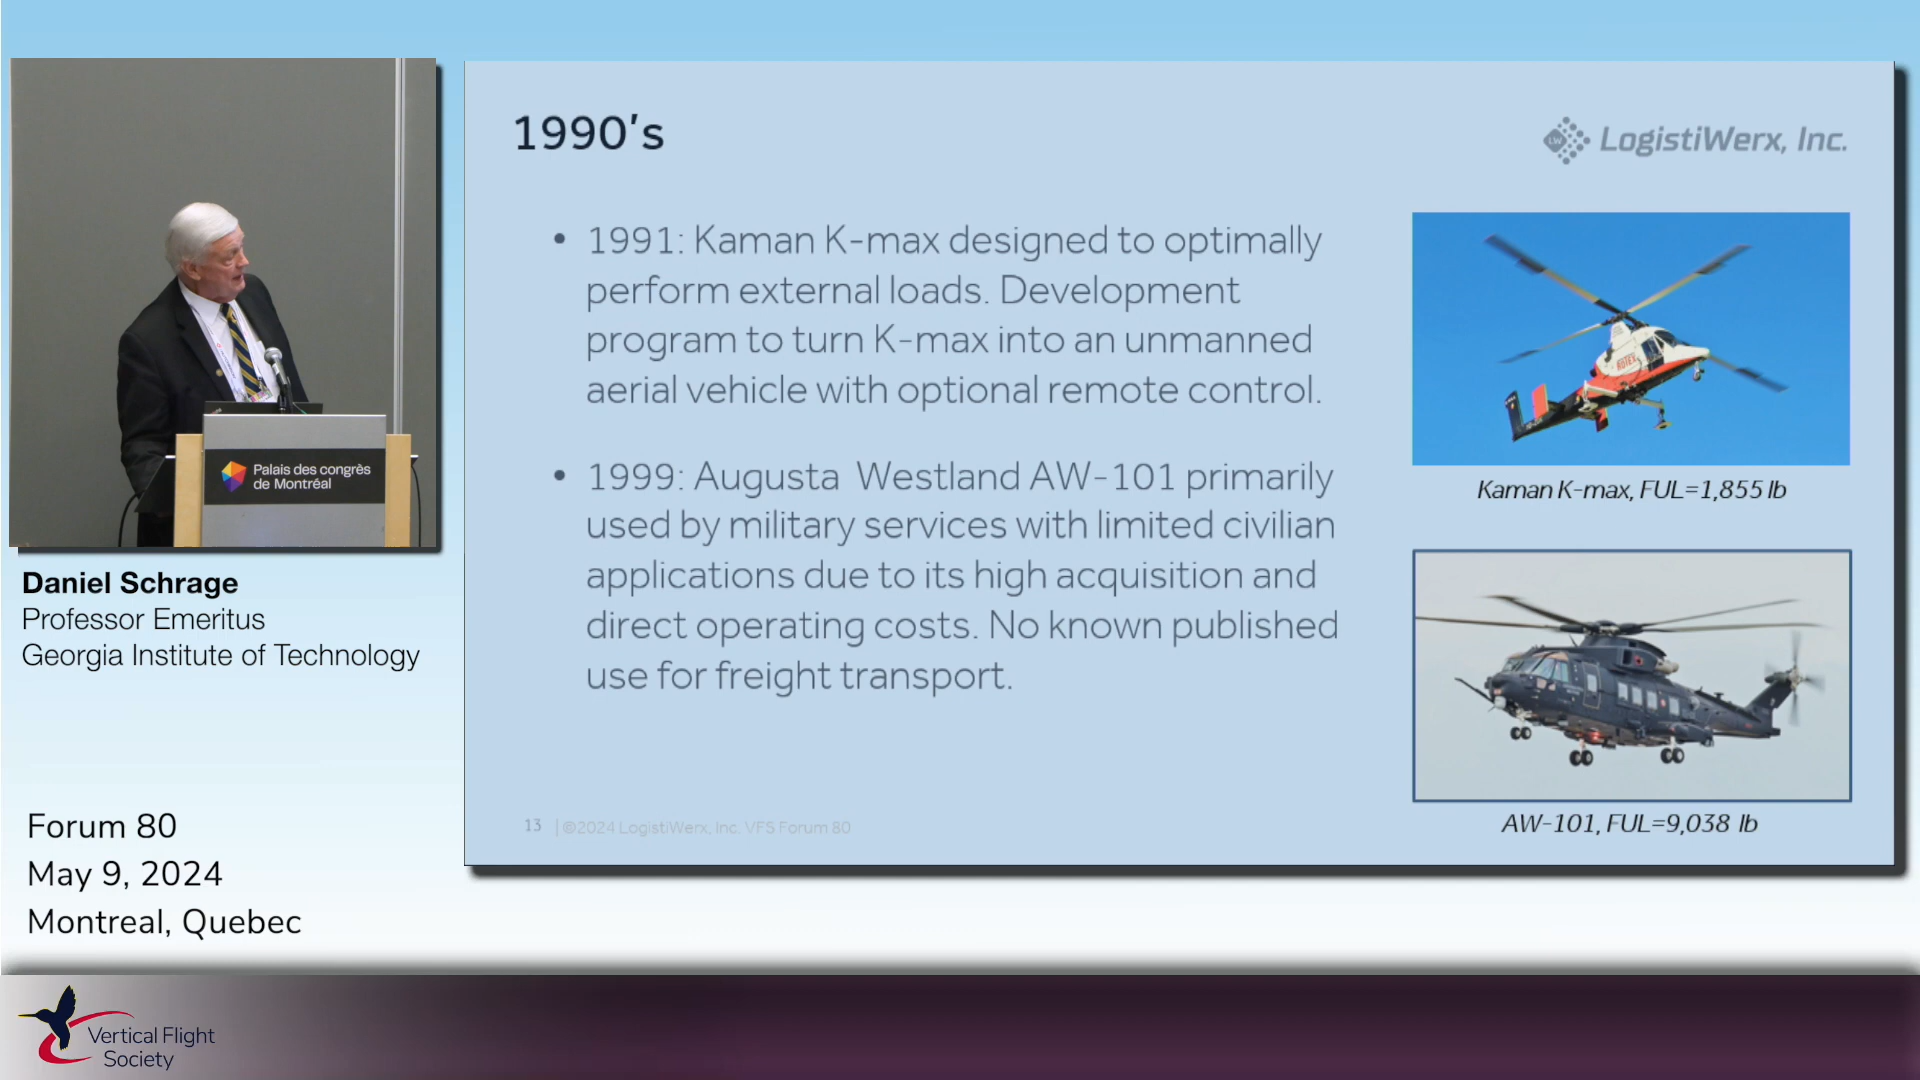 1990's
LogistiWerx, Inc.
• 1991: Kaman K-max designed to optimally
perform external loads. Development
program to turn K-max into an unmanned
aerial vehicle with optional remote control.
• 1999: Augusta  Westland AW-101 primarily
used by military services with limited civilian
applications due to its high acquisition and
direct operating costs. No known published
use for freight transport.
Kaman K-max, FUL=1,855 lb
AW-101, FUL=9,038 lb
13 | ©2024 LogistiWerx, Inc. VFS Forum 80
Palais des congrès
de Montréal
Daniel Schrage
Professor Emeritus
Georgia Institute of Technology
Forum 80
May 9, 2024
Montreal, Quebec
Vertical Flight
Society